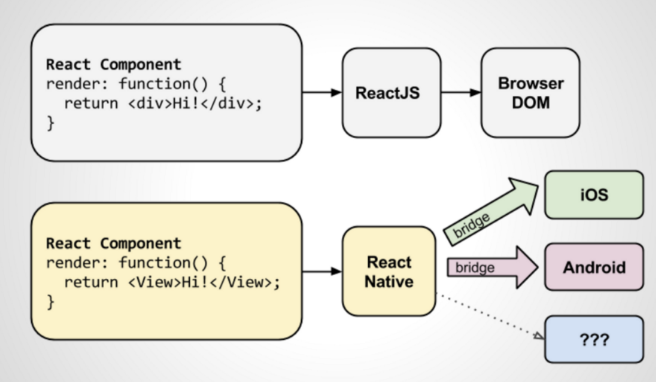 React Component
render: function() {
  return <div>Hi!</div>;
}
ReactJS
Browser
DOM
React Component
render: function() {
  return <View>Hi!</View>;
}
React
Native
bridge
iOS
bridge
Android
???